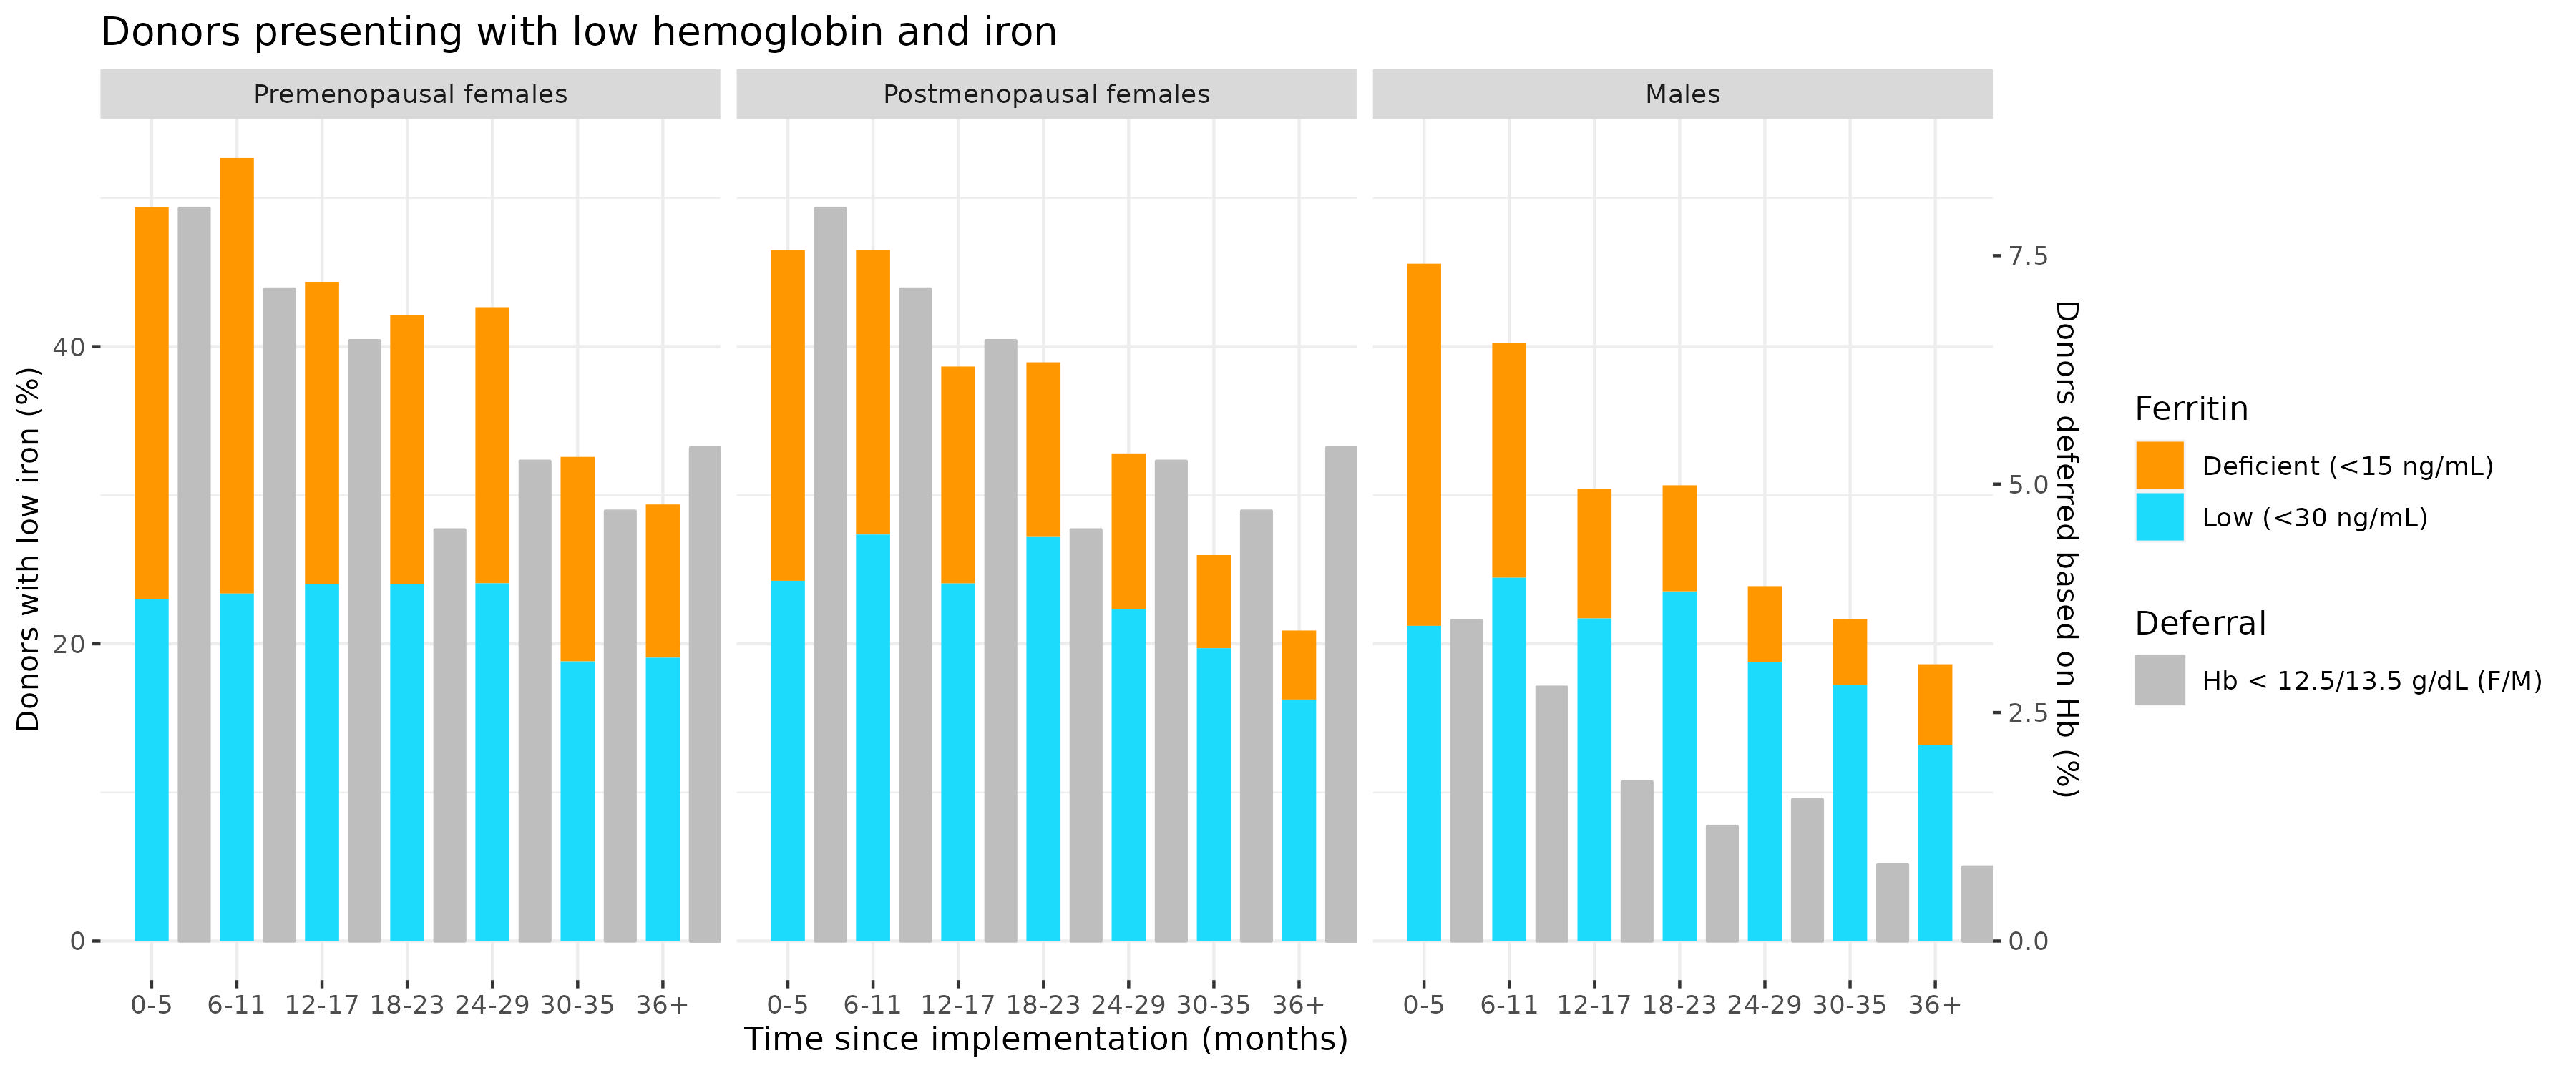 Donors presenting with low hemoglobin and iron
Premenopausal females
Postmenopausal females
Males
Donors with low iron (%)
40
20
0
7.5
5.0
2.5
0.0
Donors deferred based on Hb (%)
0-5 6-11 12-17 18-23 24-29 30-35 36+
0-5 6-11 12-17 18-23 24-29 30-35 36+
0-5 6-11 12-17 18-23 24-29 30-35 36+
Time since implementation (months)
Ferritin
Deficient (<15 ng/mL)
Low (<30 ng/mL)
Deferral
Hb < 12.5/13.5 g/dL (F/M)